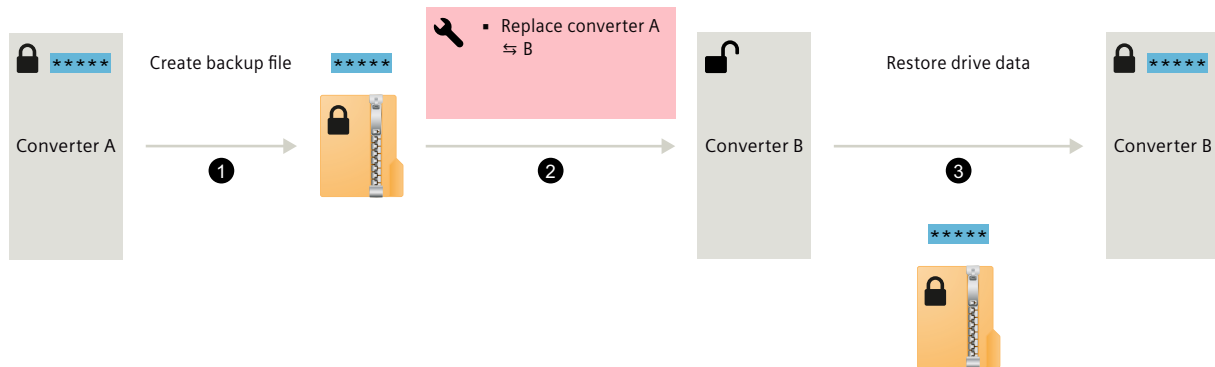 ▪ Replace converter A
⇆ B
*****
Create backup file
*****
Restore drive data
*****
Converter A
Converter B
Converter B
1
2
3
*****